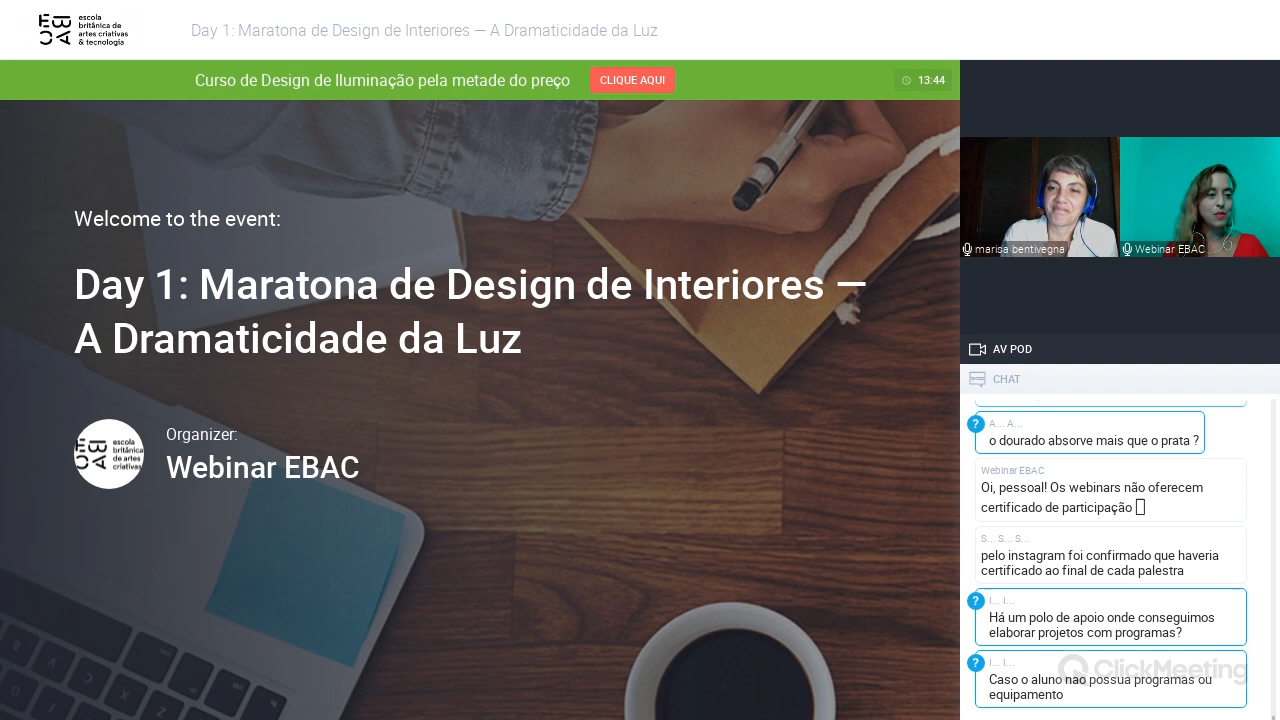 escola
britânica de
artes criativas
& tecnologia
Day 1: Maratona de Design de Interiores — A Dramaticidade da Luz
Curso de Design de Iluminação pela metade do preço
CLIQUE AQUI
13:44
Welcome to the event:
Day 1: Maratona de Design de Interiores —
A Dramaticidade da Luz
escola
britânica
de artes
criativas
Organizer:
Webinar EBAC
marisa bentivegna
Webinar EBAC
AV POD
CHAT
A... A...
o dourado absorve mais que o prata ?
Webinar EBAC
Oi, pessoal! Os webinars não oferecem
certificado de participação
S... S... S...
pelo instagram foi confirmado que haveria
certificado ao final de cada palestra
I... I...
Há um polo de apoio onde conseguimos
elaborar projetos com programas?
I... I...
Caso o aluno não possua programas ou
equipamento
ClickMeeting